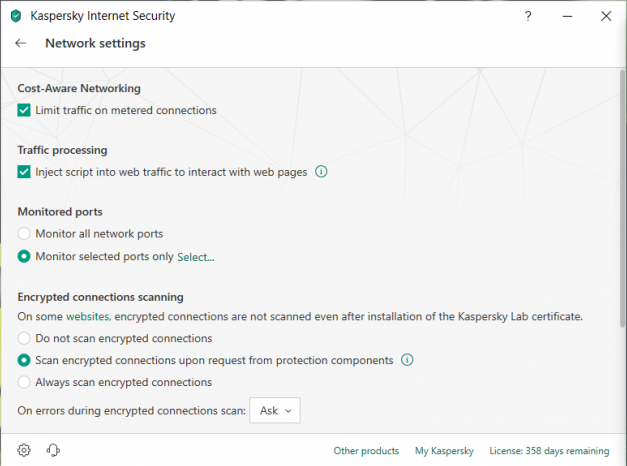 Kaspersky Internet Security
?
Network settings
Cost-Aware Networking
Limit traffic on metered connections
Traffic processing
Inject script into web traffic to interact with web pages
Monitored ports
Monitor all network ports
Monitor selected ports only Select...
Encrypted connections scanning
On some websites, encrypted connections are not scanned even after installation of the Kaspersky Lab certificate.
Do not scan encrypted connections
Scan encrypted connections upon request from protection components
Always scan encrypted connections
On errors during encrypted connections scan: Ask
Other products My Kaspersky License: 358 days remaining